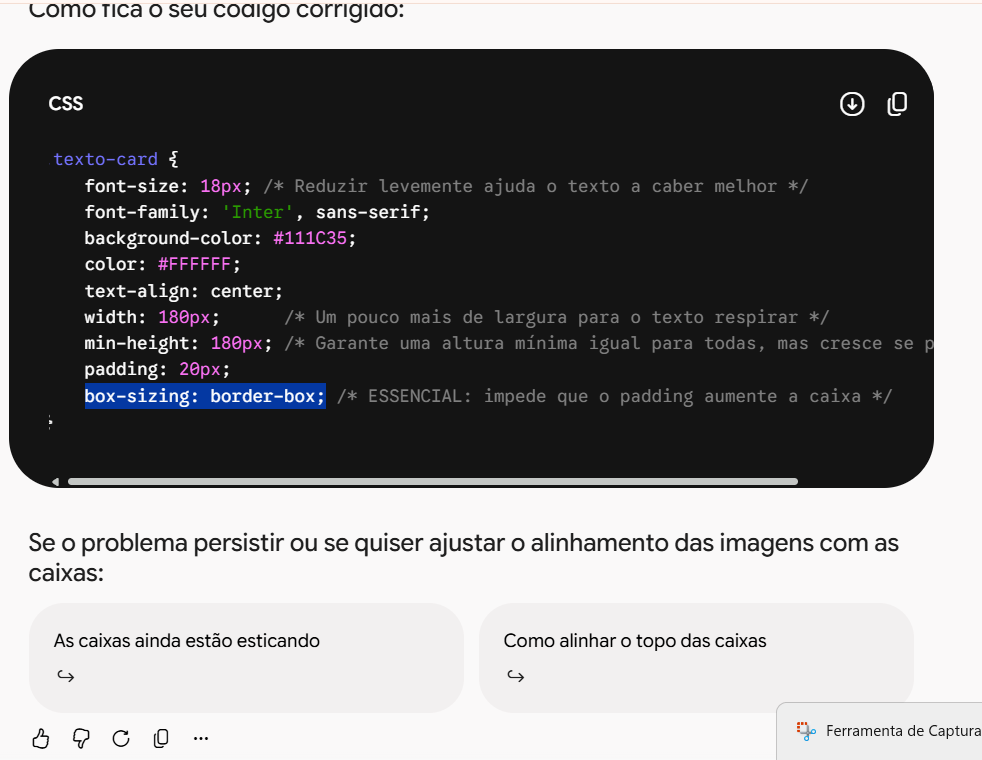 Como fica o seu código corrigido:
CSS
texto-card {
font-size: 18px; /* Reduzir levemente ajuda o texto a caber melhor */
font-family: 'Inter', sans-serif;
background-color: #111C35;
color: #FFFFFF;
text-align: center;
width: 180px; /* Um pouco mais de largura para o texto respirar */
min-height: 180px; /* Garante uma altura mínima igual para todas, mas cresce se p
padding: 20px;
box-sizing: border-box; /* ESSENCIAL: impede que o padding aumente a caixa */
Se o problema persistir ou se quiser ajustar o alinhamento das imagens com as
caixas:
As caixas ainda estão esticando
Como alinhar o topo das caixas
Ferramenta de Captura